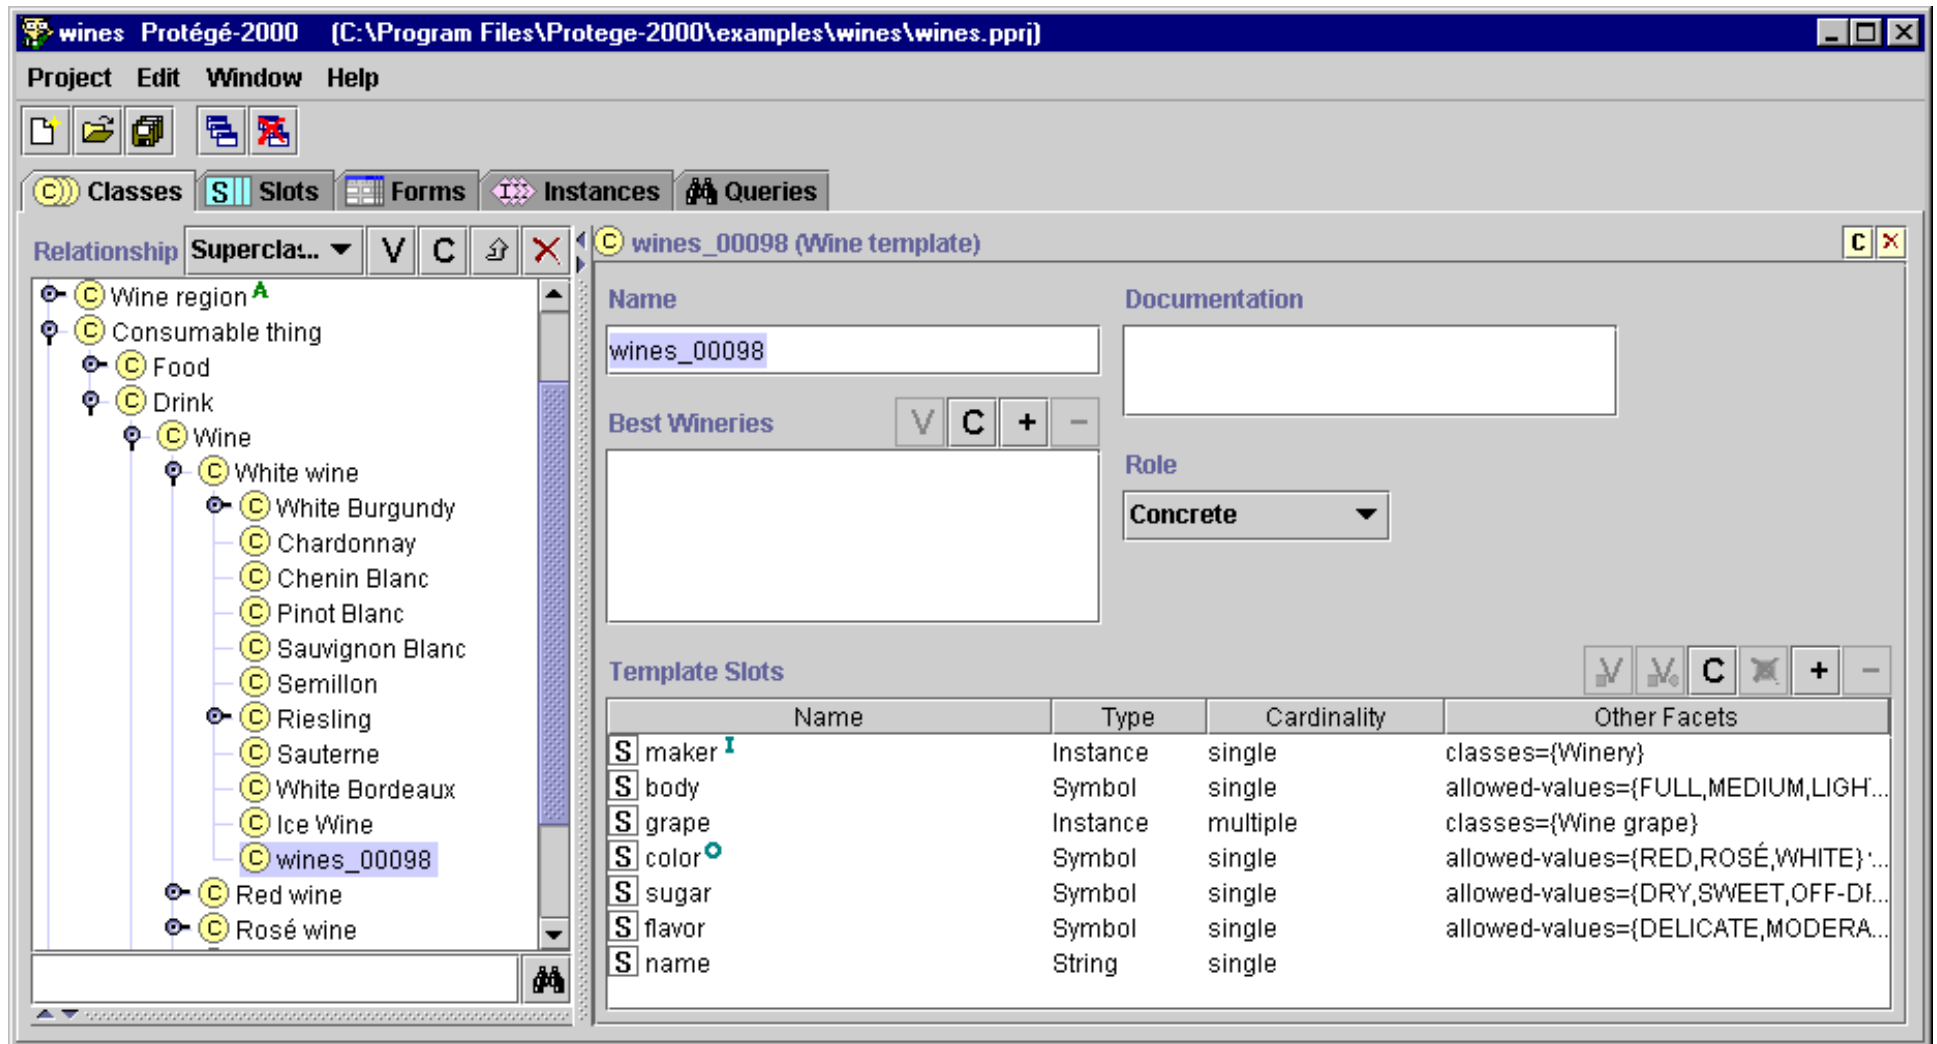 wines Protégé-2000 (C:\Program Files\Protege-2000\examples\wines\wines.pprj)
Project Edit Window Help
C Classes S Slots Forms I Instances Queries
Relationship Supercla... V C
C Wine region A
C Consumable thing
C Food
C Drink
C Wine
C White wine
C White Burgundy
C Chardonnay
C Chenin Blanc
C Pinot Blanc
C Sauvignon Blanc
C Semillon
C Riesling
C Sauterne
C White Bordeaux
C Ice Wine
C wines_00098
C Red wine
C Rosé wine
C wines_00098 (Wine template) C ×
Name
wines_00098
Documentation
Best Wineries V C + −
Role
Concrete
Template Slots V V C + −
Name Type Cardinality Other Facets
S maker I Instance single classes={Winery}
S body Symbol single allowed-values={FULL,MEDIUM,LIGH...
S grape Instance multiple classes={Wine grape}
S color Symbol single allowed-values={RED,ROSÉ,WHITE}...
S sugar Symbol single allowed-values={DRY,SWEET,OFF-D...
S flavor Symbol single allowed-values={DELICATE,MODERA...
S name String single